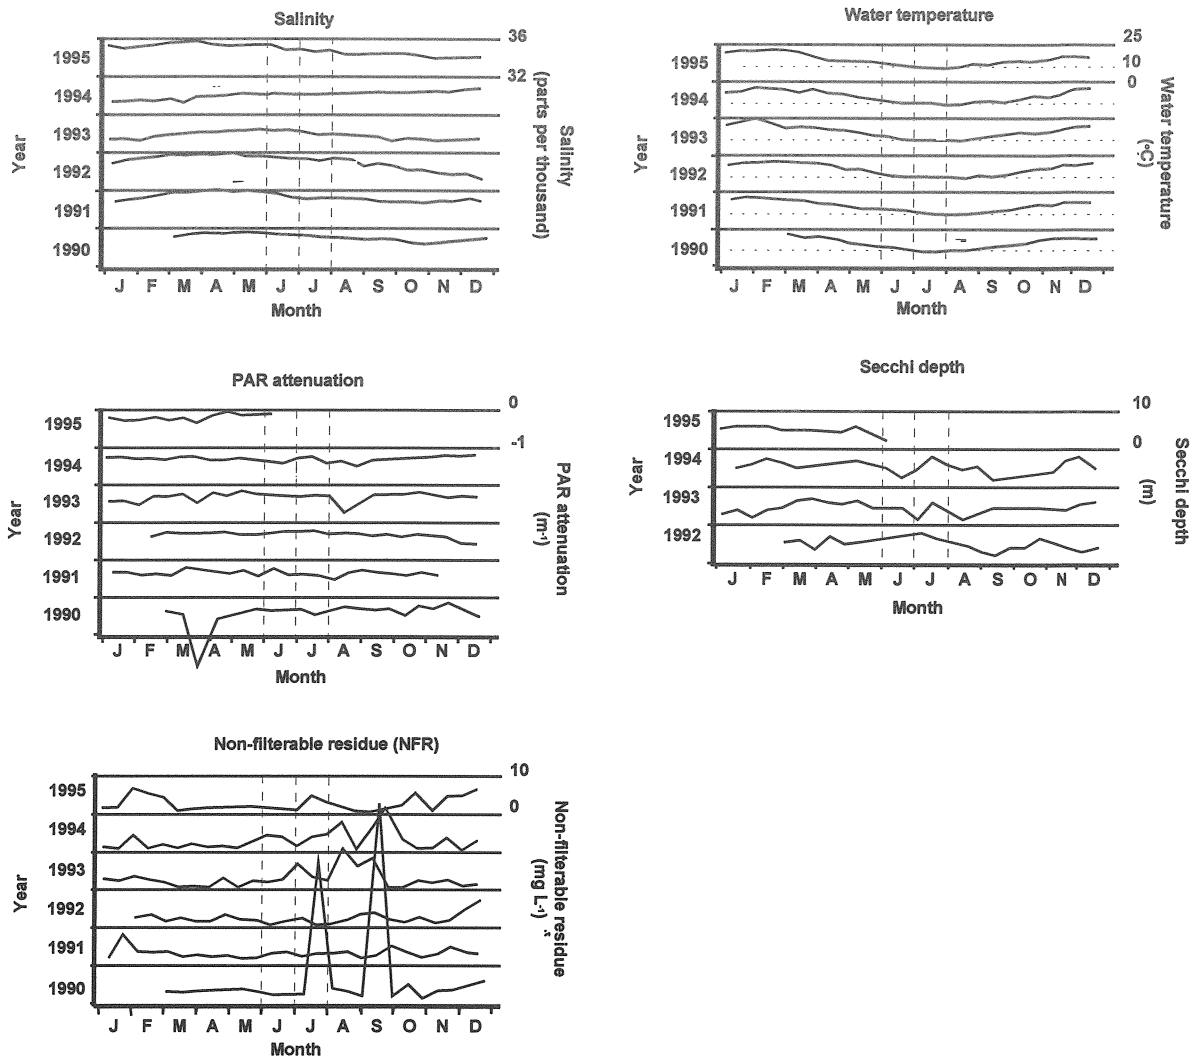 Salinity
36
1995
32
1994
1993
1992
1991
1990
Year
Salinity
(parts per thousand)
J F M A M J J A S O N D
Month
Water temperature
25
1995
10
0
1994
1993
1992
1991
1990
Year
Water temperature
(°C)
J F M A M J J A S O N D
Month
PAR attenuation
0
1995
-1
1994
1993
1992
1991
1990
Year
PAR attenuation
(m-1)
J F M A M J J A S O N D
Month
Secchi depth
10
1995
0
1994
1993
1992
Year
Secchi depth
(m)
J F M A M J J A S O N D
Month
Non-filterable residue (NFR)
10
1995
0
1994
1993
1992
1991
1990
Year
Non-filterable residue
(mg L-1)
J F M A M J J A S O N D
Month